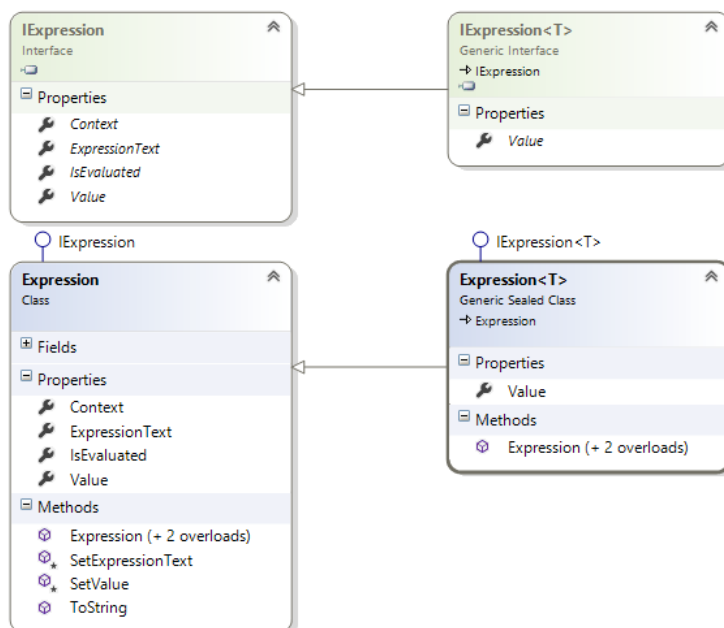 IExpression
Interface
Properties
Context
ExpressionText
IsEvaluated
Value
IExpression<T>
Generic Interface
IExpression
Properties
Value
IExpression
Expression
Class
Fields
Properties
Context
ExpressionText
IsEvaluated
Value
Methods
Expression (+ 2 overloads)
SetExpressionText
SetValue
ToString
IExpression<T>
Expression<T>
Generic Sealed Class
Expression
Properties
Value
Methods
Expression (+ 2 overloads)